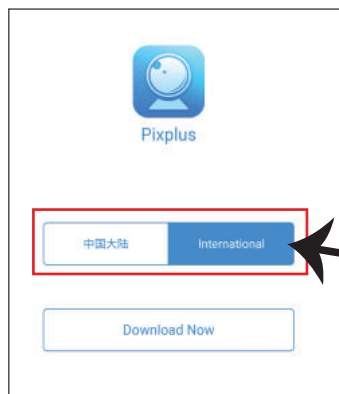 Pixplus
中国大陆 International
Download Now